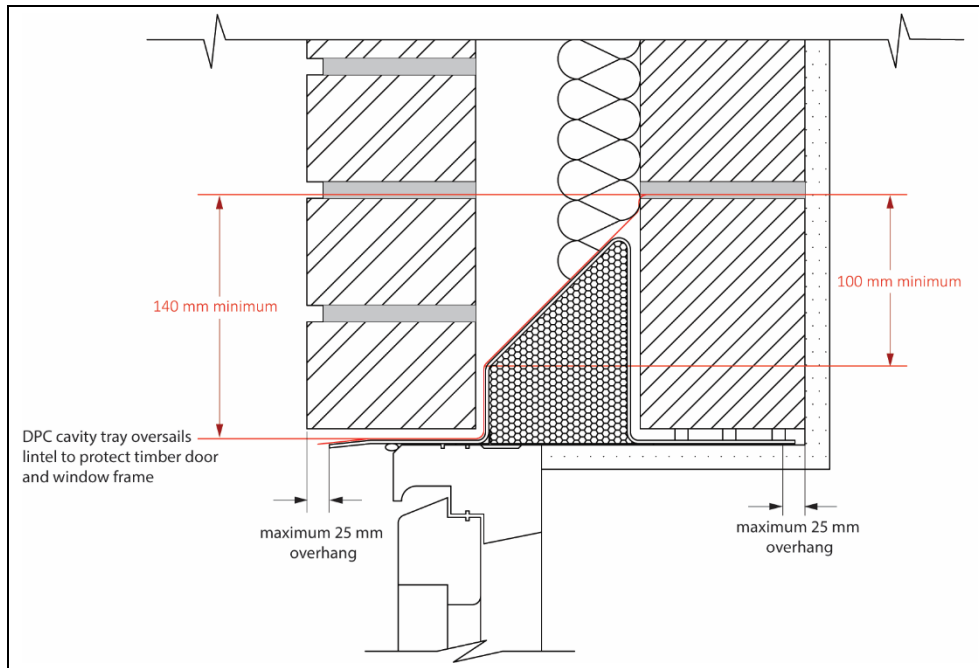 140 mm minimum
100 mm minimum
DPC cavity tray oversails
lintel to protect timber door
and window frame
maximum 25 mm
overhang
maximum 25 mm
overhang